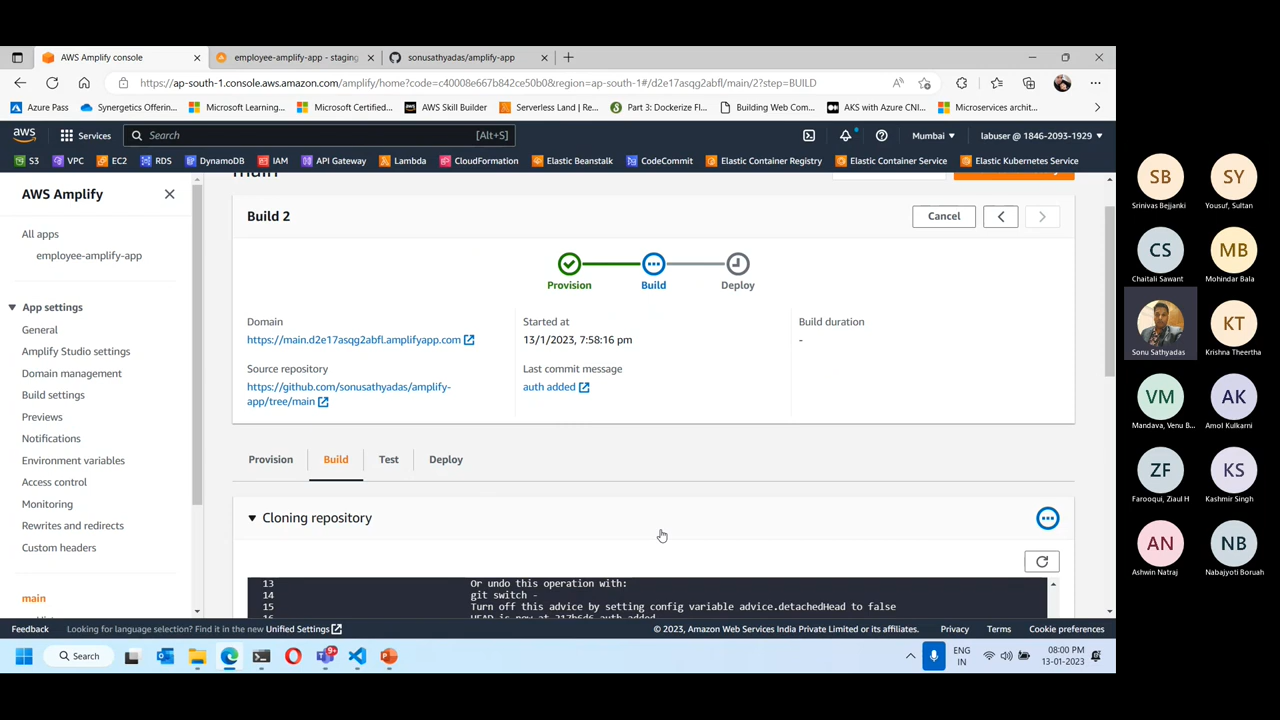 AWS Amplify console
employee-amplify-app - staging
sonusathyadas/amplify-app
https://ap-south-1.console.aws.amazon.com/amplify/home?code=c40008e667b842ce50b0&region=ap-south-1#/d2e17asqg2abfl/main/2?step=BUILD
Azure Pass
Synergetics Offering...
Microsoft Learning...
Microsoft Certified...
AWS Skill Builder
Serverless Land | Re...
Part 3: Dockerize Fl...
Building Web Com...
AKS with Azure CNI...
Microservices archit...
aws
Services
Search
[Alt+S]
Mumbai
labuser @ 1846-2093-1929
S3
VPC
EC2
RDS
DynamoDB
IAM
API Gateway
Lambda
CloudFormation
Elastic Beanstalk
CodeCommit
Elastic Container Registry
Elastic Container Service
Elastic Kubernetes Service
AWS Amplify
All apps
employee-amplify-app
App settings
General
Amplify Studio settings
Domain management
Build settings
Previews
Notifications
Environment variables
Access control
Monitoring
Rewrites and redirects
Custom headers
main
main
Build 2
Cancel
Provision
Build
Deploy
Domain
https://main.d2e17asqg2abfl.amplifyapp.com
Source repository
https://github.com/sonusathyadas/amplify-
app/tree/main
Started at
13/1/2023, 7:58:16 pm
Last commit message
auth added
Build duration
-
Provision
Build
Test
Deploy
Cloning repository
13 Or undo this operation with:
14 git switch -
15 Turn off this advice by setting config variable advice.detachedHead to false
Feedback
Looking for language selection? Find it in the new Unified Settings
© 2023, Amazon Web Services India Private Limited or its affiliates.
Privacy
Terms
Cookie preferences
Search
9+
ENG
IN
08:00 PM
13-01-2023
SB
Srinivas Bejjanki
SY
Yousuf, Sultan
CS
Chaitali Sawant
MB
Mohindar Bala
Sonu Sathyadas
KT
Krishna Theertha
VM
Mandava, Venu B...
AK
Amol Kulkarni
ZF
Farooqui, Ziaul H
KS
Kashmir Singh
AN
Ashwin Natraj
NB
Nabajyoti Boruah